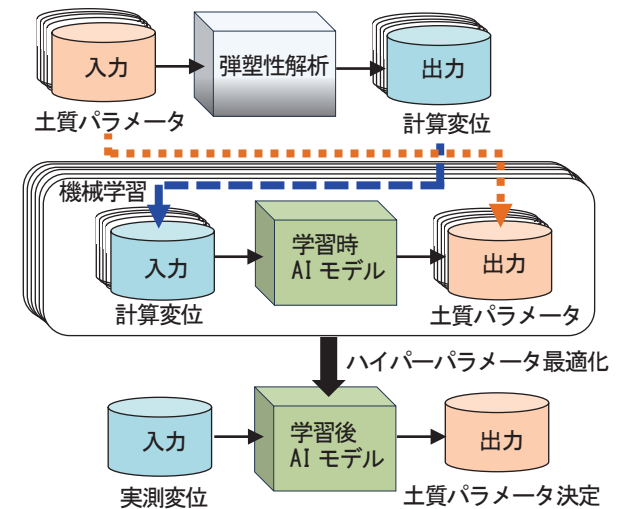 入力
弾塑性解析
出力
土質パラメータ
計算変位
機械学習
入力
学習時
AI モデル
出力
計算変位
土質パラメータ
ハイパーパラメータ最適化
入力
学習後
AI モデル
出力
実測変位
土質パラメータ決定